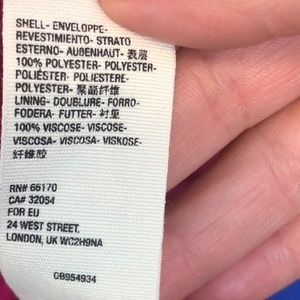 SHELL- ENVELOPPE-
REVESTIMIENTO- STRATO
ESTERNO- AUßENHAUT- 表层
100% POLYESTER- POLYESTER-
POLIÉSTER- POLIESTERE-
POLYESTER- 聚酯纤维
LINING- DOUBLURE- FORRO-
FODERA- FUTTER- 衬里
100% VISCOSE- VISCOSE-
VISCOSA- VISCOSA- VISKOSE-
纤维胶
RN# 66170
CA# 32054
FOR EU
24 WEST STREET,
LONDON, UK WC2H9NA
GB954934